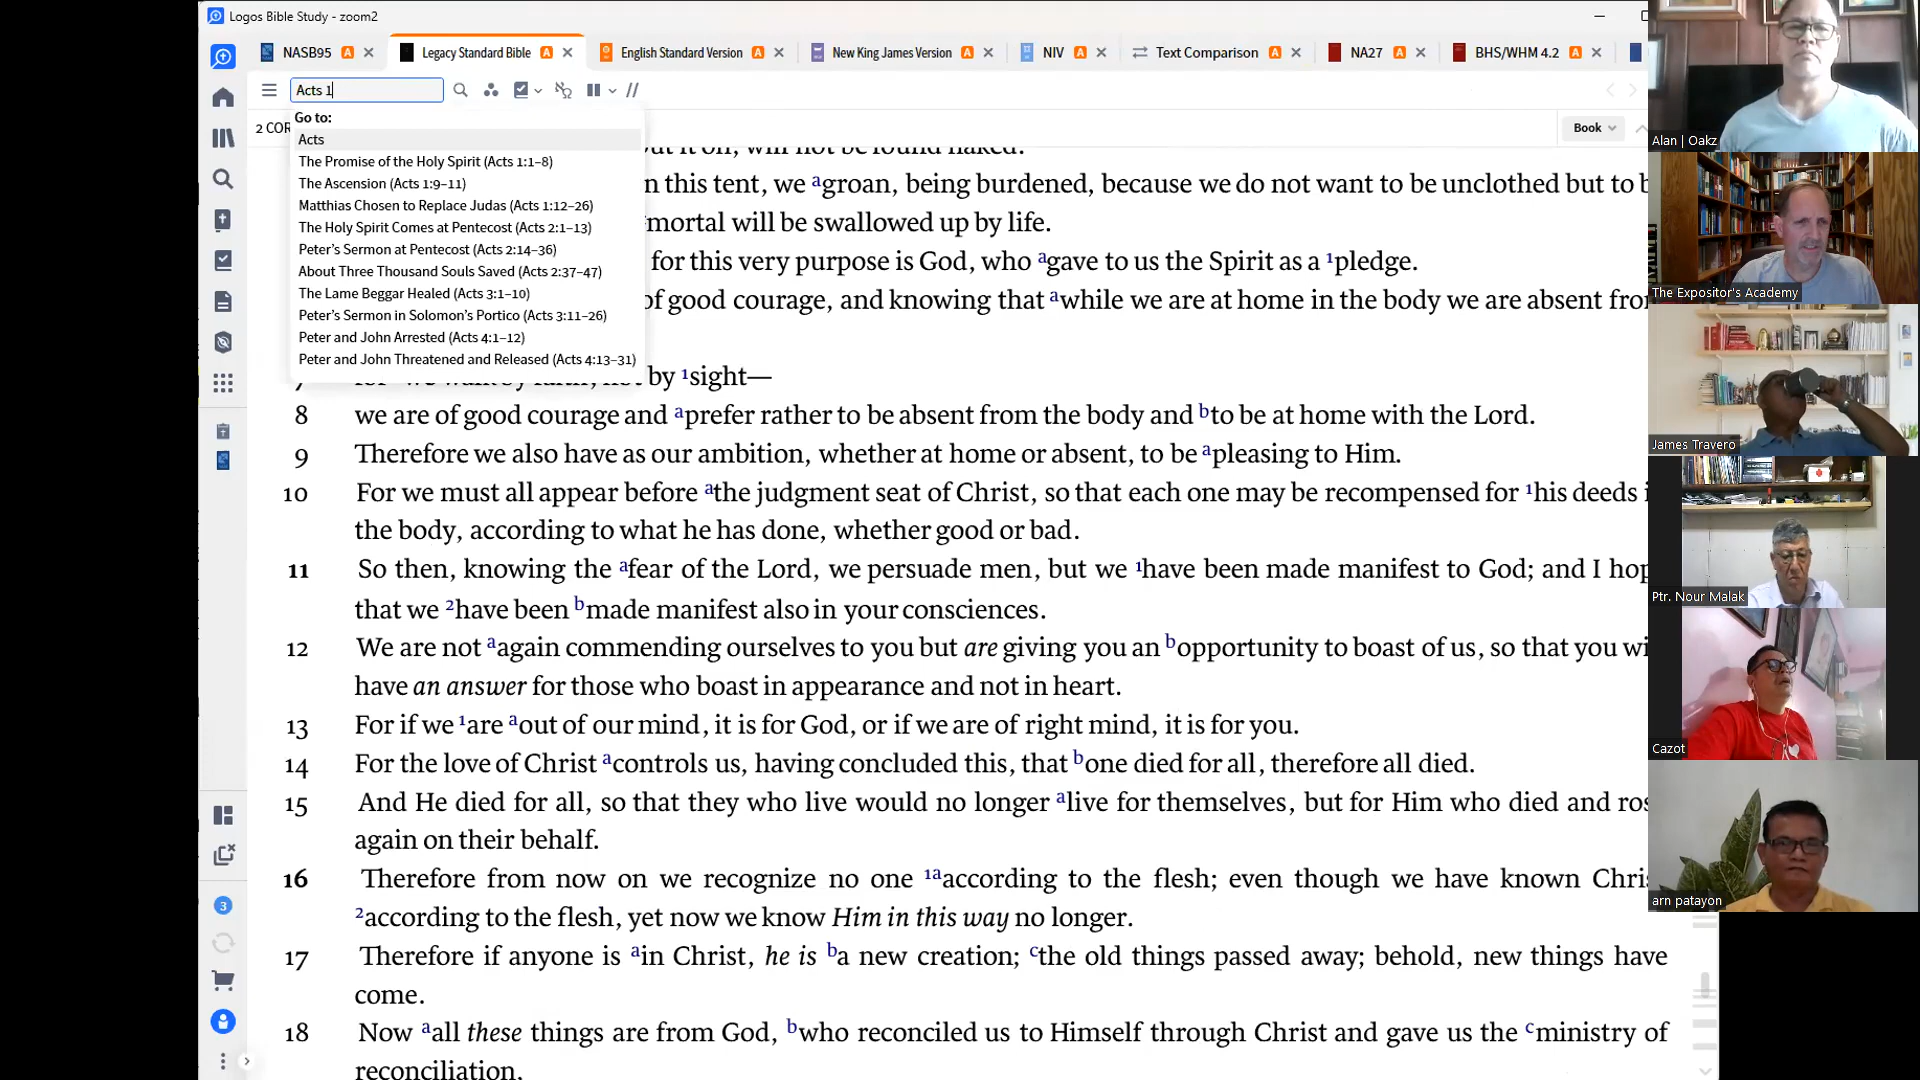 Logos Bible Study - zoom2
NASB95 A
Legacy Standard Bible A
English Standard Version A
New King James Version A
NIV A
Text Comparison A
NA27 A
BHS/WHM 4.2 A
Acts 1
2 COR
Book
Go to:
Acts
The Promise of the Holy Spirit (Acts 1:1–8)
The Ascension (Acts 1:9–11)
Matthias Chosen to Replace Judas (Acts 1:12–26)
The Holy Spirit Comes at Pentecost (Acts 2:1–13)
Peter’s Sermon at Pentecost (Acts 2:14–36)
About Three Thousand Souls Saved (Acts 2:37–47)
The Lame Beggar Healed (Acts 3:1–10)
Peter’s Sermon in Solomon’s Portico (Acts 3:11–26)
Peter and John Arrested (Acts 4:1–12)
Peter and John Threatened and Released (Acts 4:13–31)
it on, will not be found naked.
n this tent, we agroan, being burdened, because we do not want to be unclothed but to b
mortal will be swallowed up by life.
for this very purpose is God, who agave to us the Spirit as a 1pledge.
of good courage, and knowing that awhile we are at home in the body we are absent fro
by 1sight—
8 we are of good courage and aprefer rather to be absent from the body and bto be at home with the Lord.
9 Therefore we also have as our ambition, whether at home or absent, to be apleasing to Him.
10 For we must all appear before athe judgment seat of Christ, so that each one may be recompensed for 1his deeds i
the body, according to what he has done, whether good or bad.
11 So then, knowing the afear of the Lord, we persuade men, but we 1have been made manifest to God; and I hop
that we 2have been bmade manifest also in your consciences.
12 We are not aagain commending ourselves to you but are giving you an bopportunity to boast of us, so that you wi
have an answer for those who boast in appearance and not in heart.
13 For if we 1are aout of our mind, it is for God, or if we are of right mind, it is for you.
14 For the love of Christ acontrols us, having concluded this, that bone died for all, therefore all died.
15 And He died for all, so that they who live would no longer alive for themselves, but for Him who died and ros
again on their behalf.
16 Therefore from now on we recognize no one 1aaccording to the flesh; even though we have known Chris
2according to the flesh, yet now we know Him in this way no longer.
17 Therefore if anyone is ain Christ, he is ba new creation; cthe old things passed away; behold, new things have
come.
18 Now aall these things are from God, bwho reconciled us to Himself through Christ and gave us the cministry of
reconciliation,
3
Alan | Oakz
The Expositor's Academy
James Travero
Ptr. Nour Malak
Cazot
arn patayon